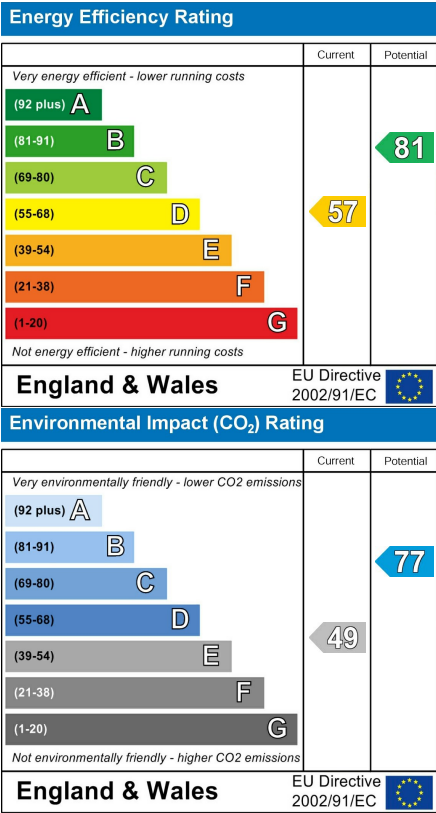 Energy Efficiency Rating
Current Potential
Very energy efficient - lower running costs
(92 plus) A
(81-91) B
81
(69-80) C
(55-68) D
57
(39-54) E
(21-38) F
(1-20) G
Not energy efficient - higher running costs
England & Wales
EU Directive
2002/91/EC
Environmental Impact (CO₂) Rating
Current Potential
Very environmentally friendly - lower CO2 emissions
(92 plus) A
(81-91) B
(69-80) C
77
(55-68) D
(39-54) E
49
(21-38) F
(1-20) G
Not environmentally friendly - higher CO2 emissions
England & Wales
EU Directive
2002/91/EC